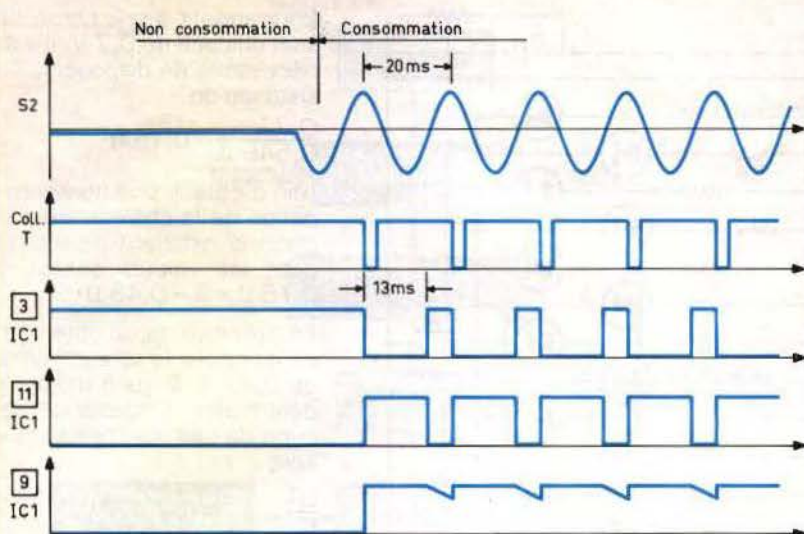 Non consommation
Consommation
20ms
S2
Coll.
T
13ms
3
IC1
11
IC1
9
IC1